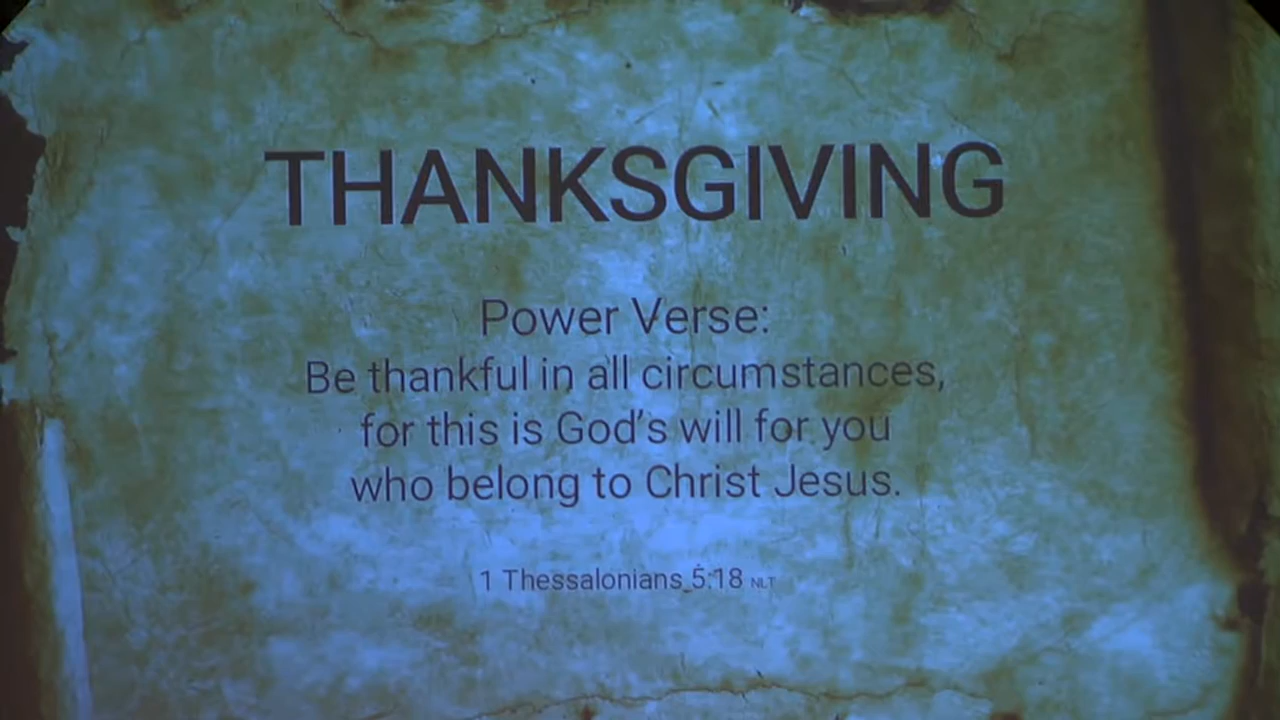 THANKSGIVING
Power Verse:
Be thankful in all circumstances,
for this is God’s will for you
who belong to Christ Jesus.
1 Thessalonians 5:18 NLT